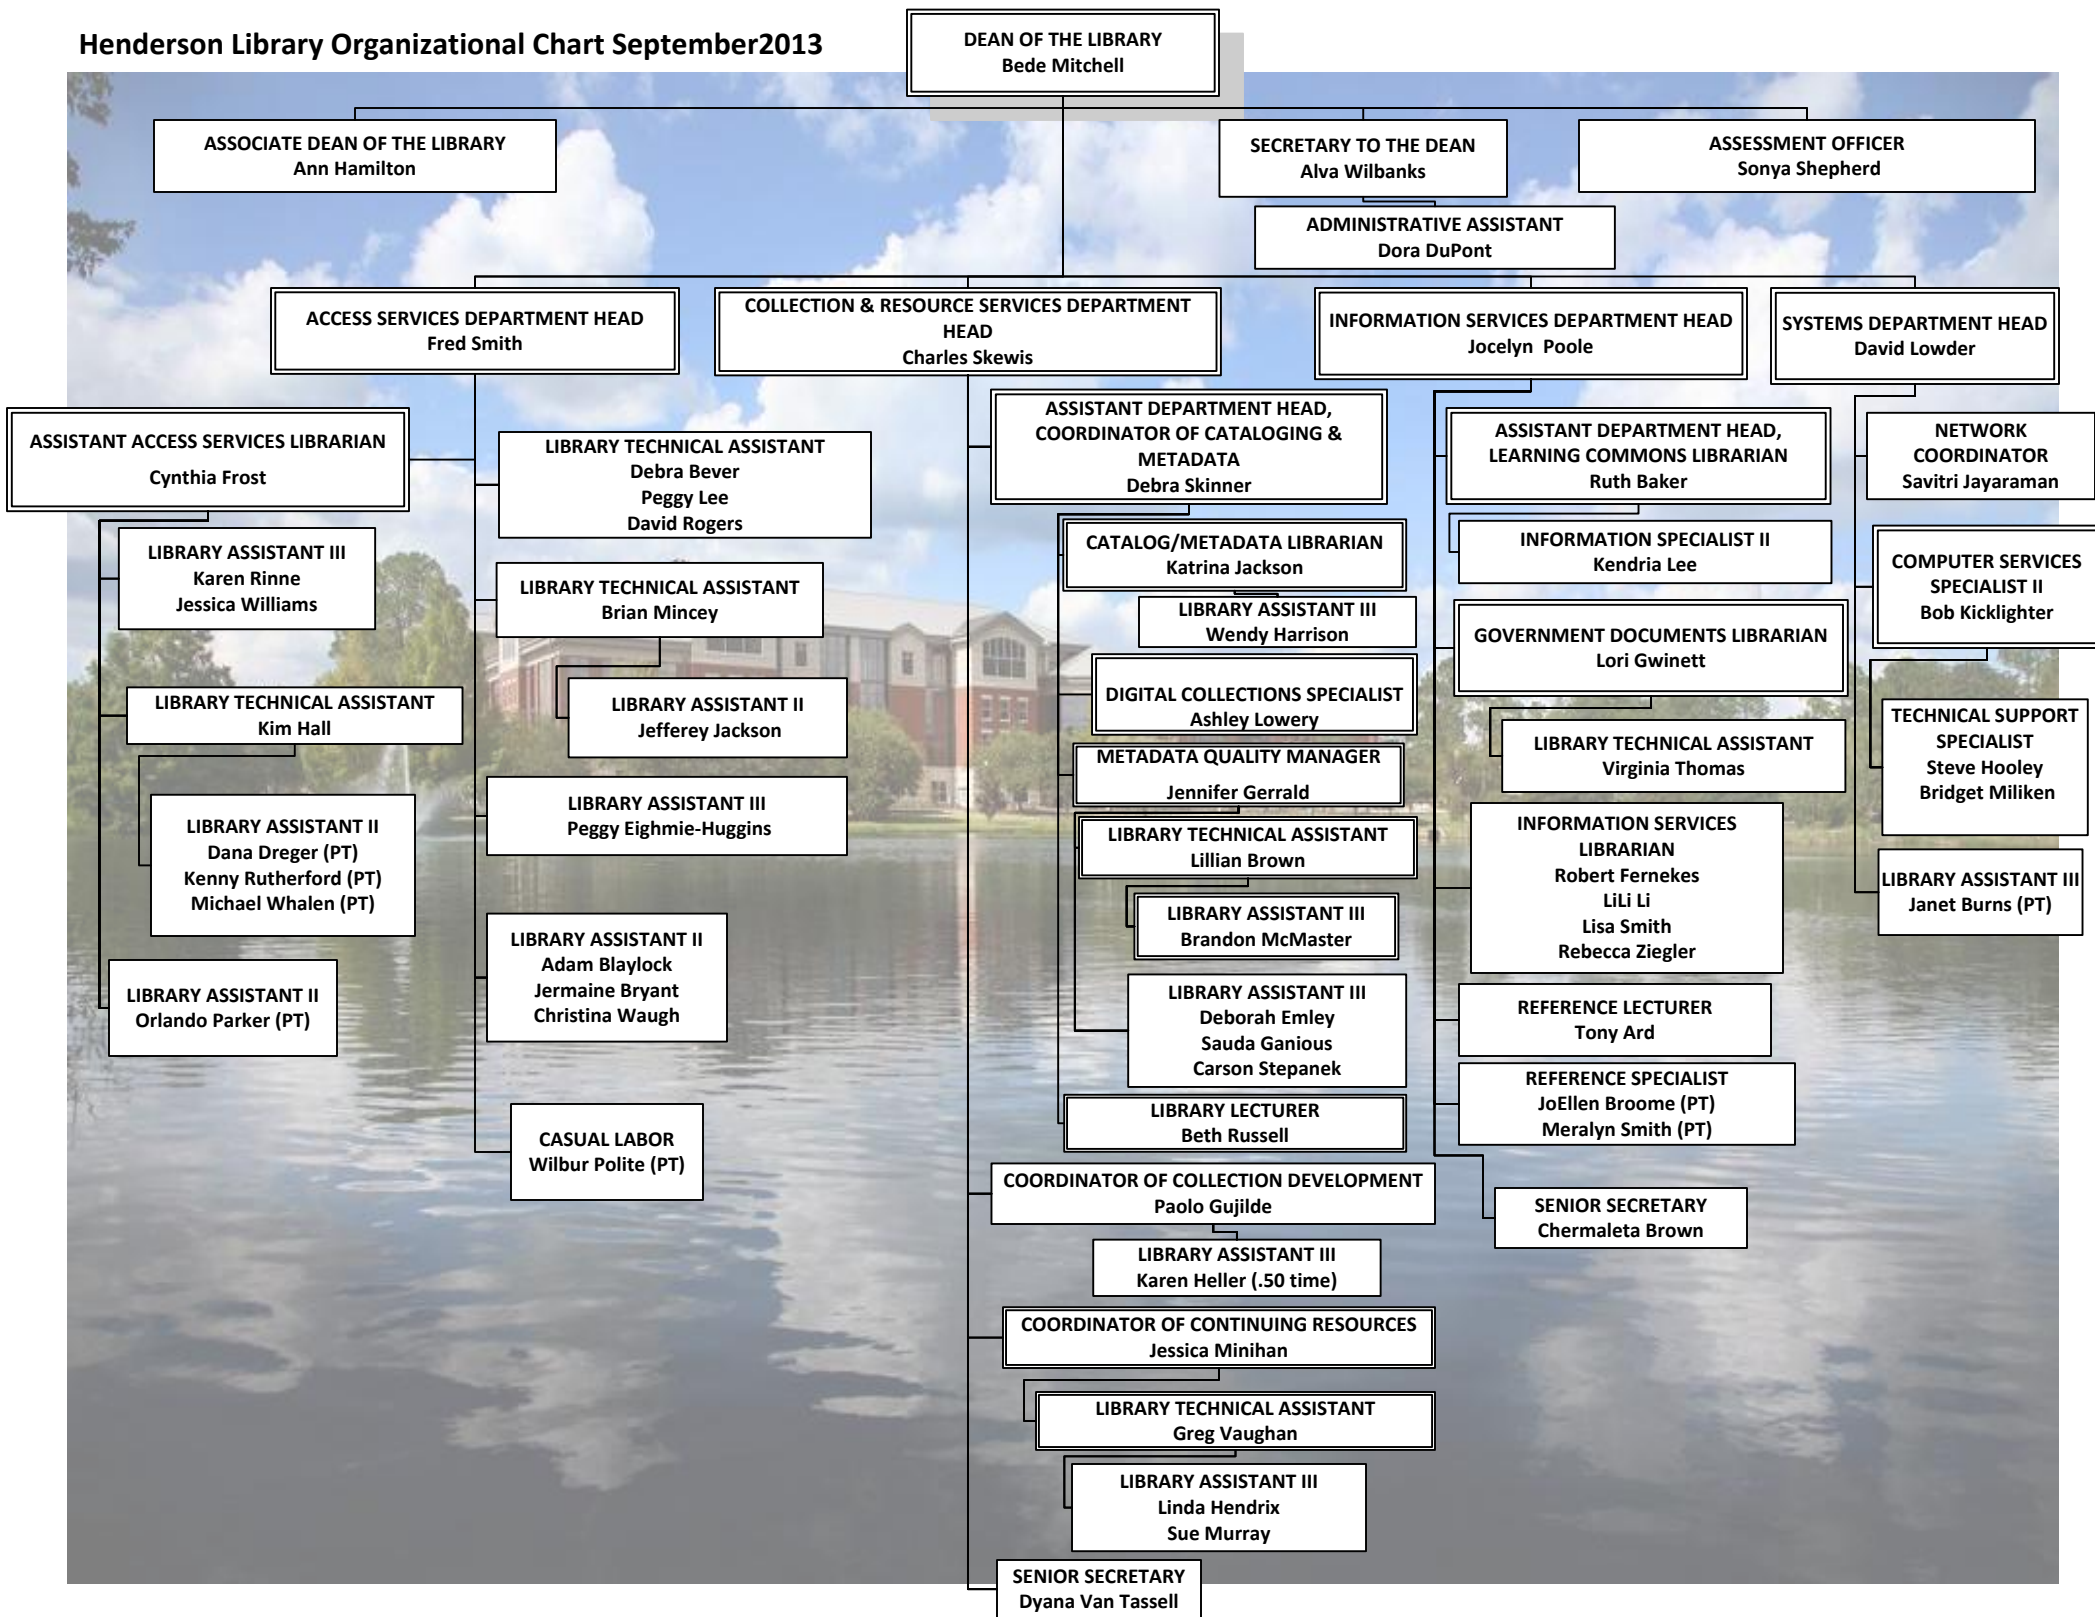 Henderson Library Organizational Chart September2013
DEAN OF THE LIBRARY
Bede Mitchell
ASSOCIATE DEAN OF THE LIBRARY
Ann Hamilton
SECRETARY TO THE DEAN
Alva Wilbanks
ASSESSMENT OFFICER
Sonya Shepherd
ADMINISTRATIVE ASSISTANT
Dora DuPont
ACCESS SERVICES DEPARTMENT HEAD
Fred Smith
COLLECTION & RESOURCE SERVICES DEPARTMENT
HEAD
Charles Skewis
INFORMATION SERVICES DEPARTMENT HEAD
Jocelyn  Poole
SYSTEMS DEPARTMENT HEAD
David Lowder
ASSISTANT ACCESS SERVICES LIBRARIAN
Cynthia Frost
LIBRARY ASSISTANT III
Karen Rinne
Jessica Williams
LIBRARY TECHNICAL ASSISTANT
Kim Hall
LIBRARY ASSISTANT II
Dana Dreger (PT)
Kenny Rutherford (PT)
Michael Whalen (PT)
LIBRARY ASSISTANT II
Orlando Parker (PT)
LIBRARY TECHNICAL ASSISTANT
Debra Bever
Peggy Lee
David Rogers
LIBRARY TECHNICAL ASSISTANT
Brian Mincey
LIBRARY ASSISTANT II
Jefferey Jackson
LIBRARY ASSISTANT III
Peggy Eighmie-Huggins
LIBRARY ASSISTANT II
Adam Blaylock
Jermaine Bryant
Christina Waugh
CASUAL LABOR
Wilbur Polite (PT)
ASSISTANT DEPARTMENT HEAD,
COORDINATOR OF CATALOGING &
METADATA
Debra Skinner
CATALOG/METADATA LIBRARIAN
Katrina Jackson
LIBRARY ASSISTANT III
Wendy Harrison
DIGITAL COLLECTIONS SPECIALIST
Ashley Lowery
METADATA QUALITY MANAGER
Jennifer Gerrald
LIBRARY TECHNICAL ASSISTANT
Lillian Brown
LIBRARY ASSISTANT III
Brandon McMaster
LIBRARY ASSISTANT III
Deborah Emley
Sauda Ganious
Carson Stepanek
LIBRARY LECTURER
Beth Russell
COORDINATOR OF COLLECTION DEVELOPMENT
Paolo Gujilde
LIBRARY ASSISTANT III
Karen Heller (.50 time)
COORDINATOR OF CONTINUING RESOURCES
Jessica Minihan
LIBRARY TECHNICAL ASSISTANT
Greg Vaughan
LIBRARY ASSISTANT III
Linda Hendrix
Sue Murray
SENIOR SECRETARY
Dyana Van Tassell
ASSISTANT DEPARTMENT HEAD,
LEARNING COMMONS LIBRARIAN
Ruth Baker
INFORMATION SPECIALIST II
Kendria Lee
GOVERNMENT DOCUMENTS LIBRARIAN
Lori Gwinett
LIBRARY TECHNICAL ASSISTANT
Virginia Thomas
INFORMATION SERVICES
LIBRARIAN
Robert Fernekes
LiLi Li
Lisa Smith
Rebecca Ziegler
REFERENCE LECTURER
Tony Ard
REFERENCE SPECIALIST
JoEllen Broome (PT)
Meralyn Smith (PT)
SENIOR SECRETARY
Chermaleta Brown
NETWORK
COORDINATOR
Savitri Jayaraman
COMPUTER SERVICES
SPECIALIST II
Bob Kicklighter
TECHNICAL SUPPORT
SPECIALIST
Steve Hooley
Bridget Miliken
LIBRARY ASSISTANT III
Janet Burns (PT)